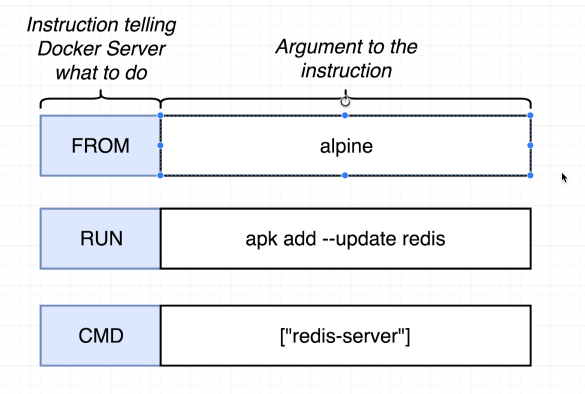 Instruction telling
Docker Server
what to do
Argument to the
instruction
FROM
alpine
RUN
apk add --update redis
CMD
["redis-server"]